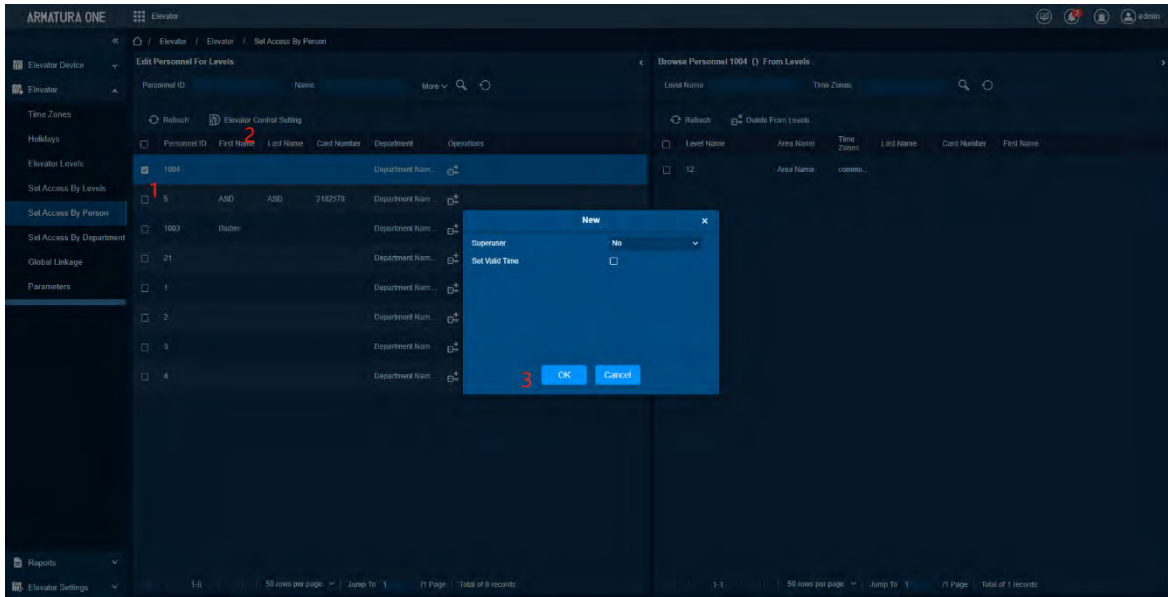 ARMATURA ONE Elevator admin
Elevator / Elevator / Set Access By Person
Elevator Device
Elevator
Time Zones
Holidays
Elevator Levels
Set Access By Levels
Set Access By Person
Set Access By Department
Global Linkage
Parameters
Reports
Elevator Settings
Edit Personnel For Levels
Personnel ID Name More
Refresh Elevator Control Setting
2
Personnel ID First Name Last Name Card Number Department Operations
1004 Department Nam...
1
5 ASD ASD 2182578 Department Nam...
1003 Department Nam...
21 Department Nam...
1 Department Nam...
2 Department Nam...
3 Department Nam...
4 Department Nam...
50 rows per page Jump To 1 /1 Page Total of 8 records
Browse Personnel 1004 () From Levels
Level Name Time Zones
Refresh Delete From Levels
Level Name Area Name Time Zones Last Name Card Number First Name
12 Area Name commo...
1-1 50 rows per page Jump To 1 /1 Page Total of 1 records
New
Superuser No
Set Valid Time
3
OK Cancel